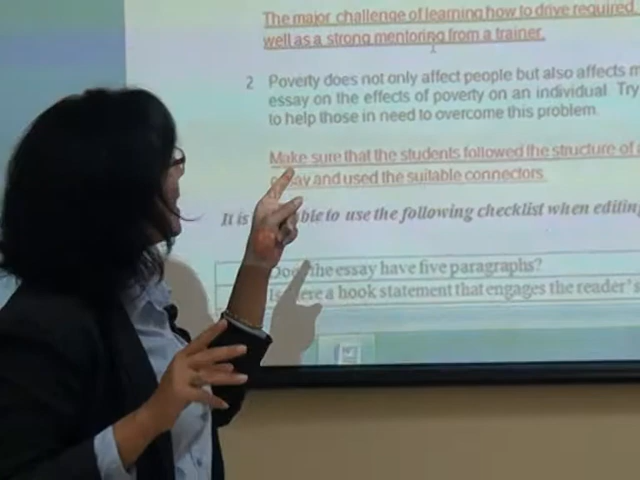 The major challenge of learning how to drive required,
well as a strong mentoring from a trainer.
2 Poverty does not only affect people but also affects
essay on the effects of poverty on an individual. Try
to help those in need to overcome this problem.
Make sure that the students followed the structure of
and used the suitable connectors.
It is to use the following checklist when editing
the essay have five paragraphs?
a hook statement that engages the reader's